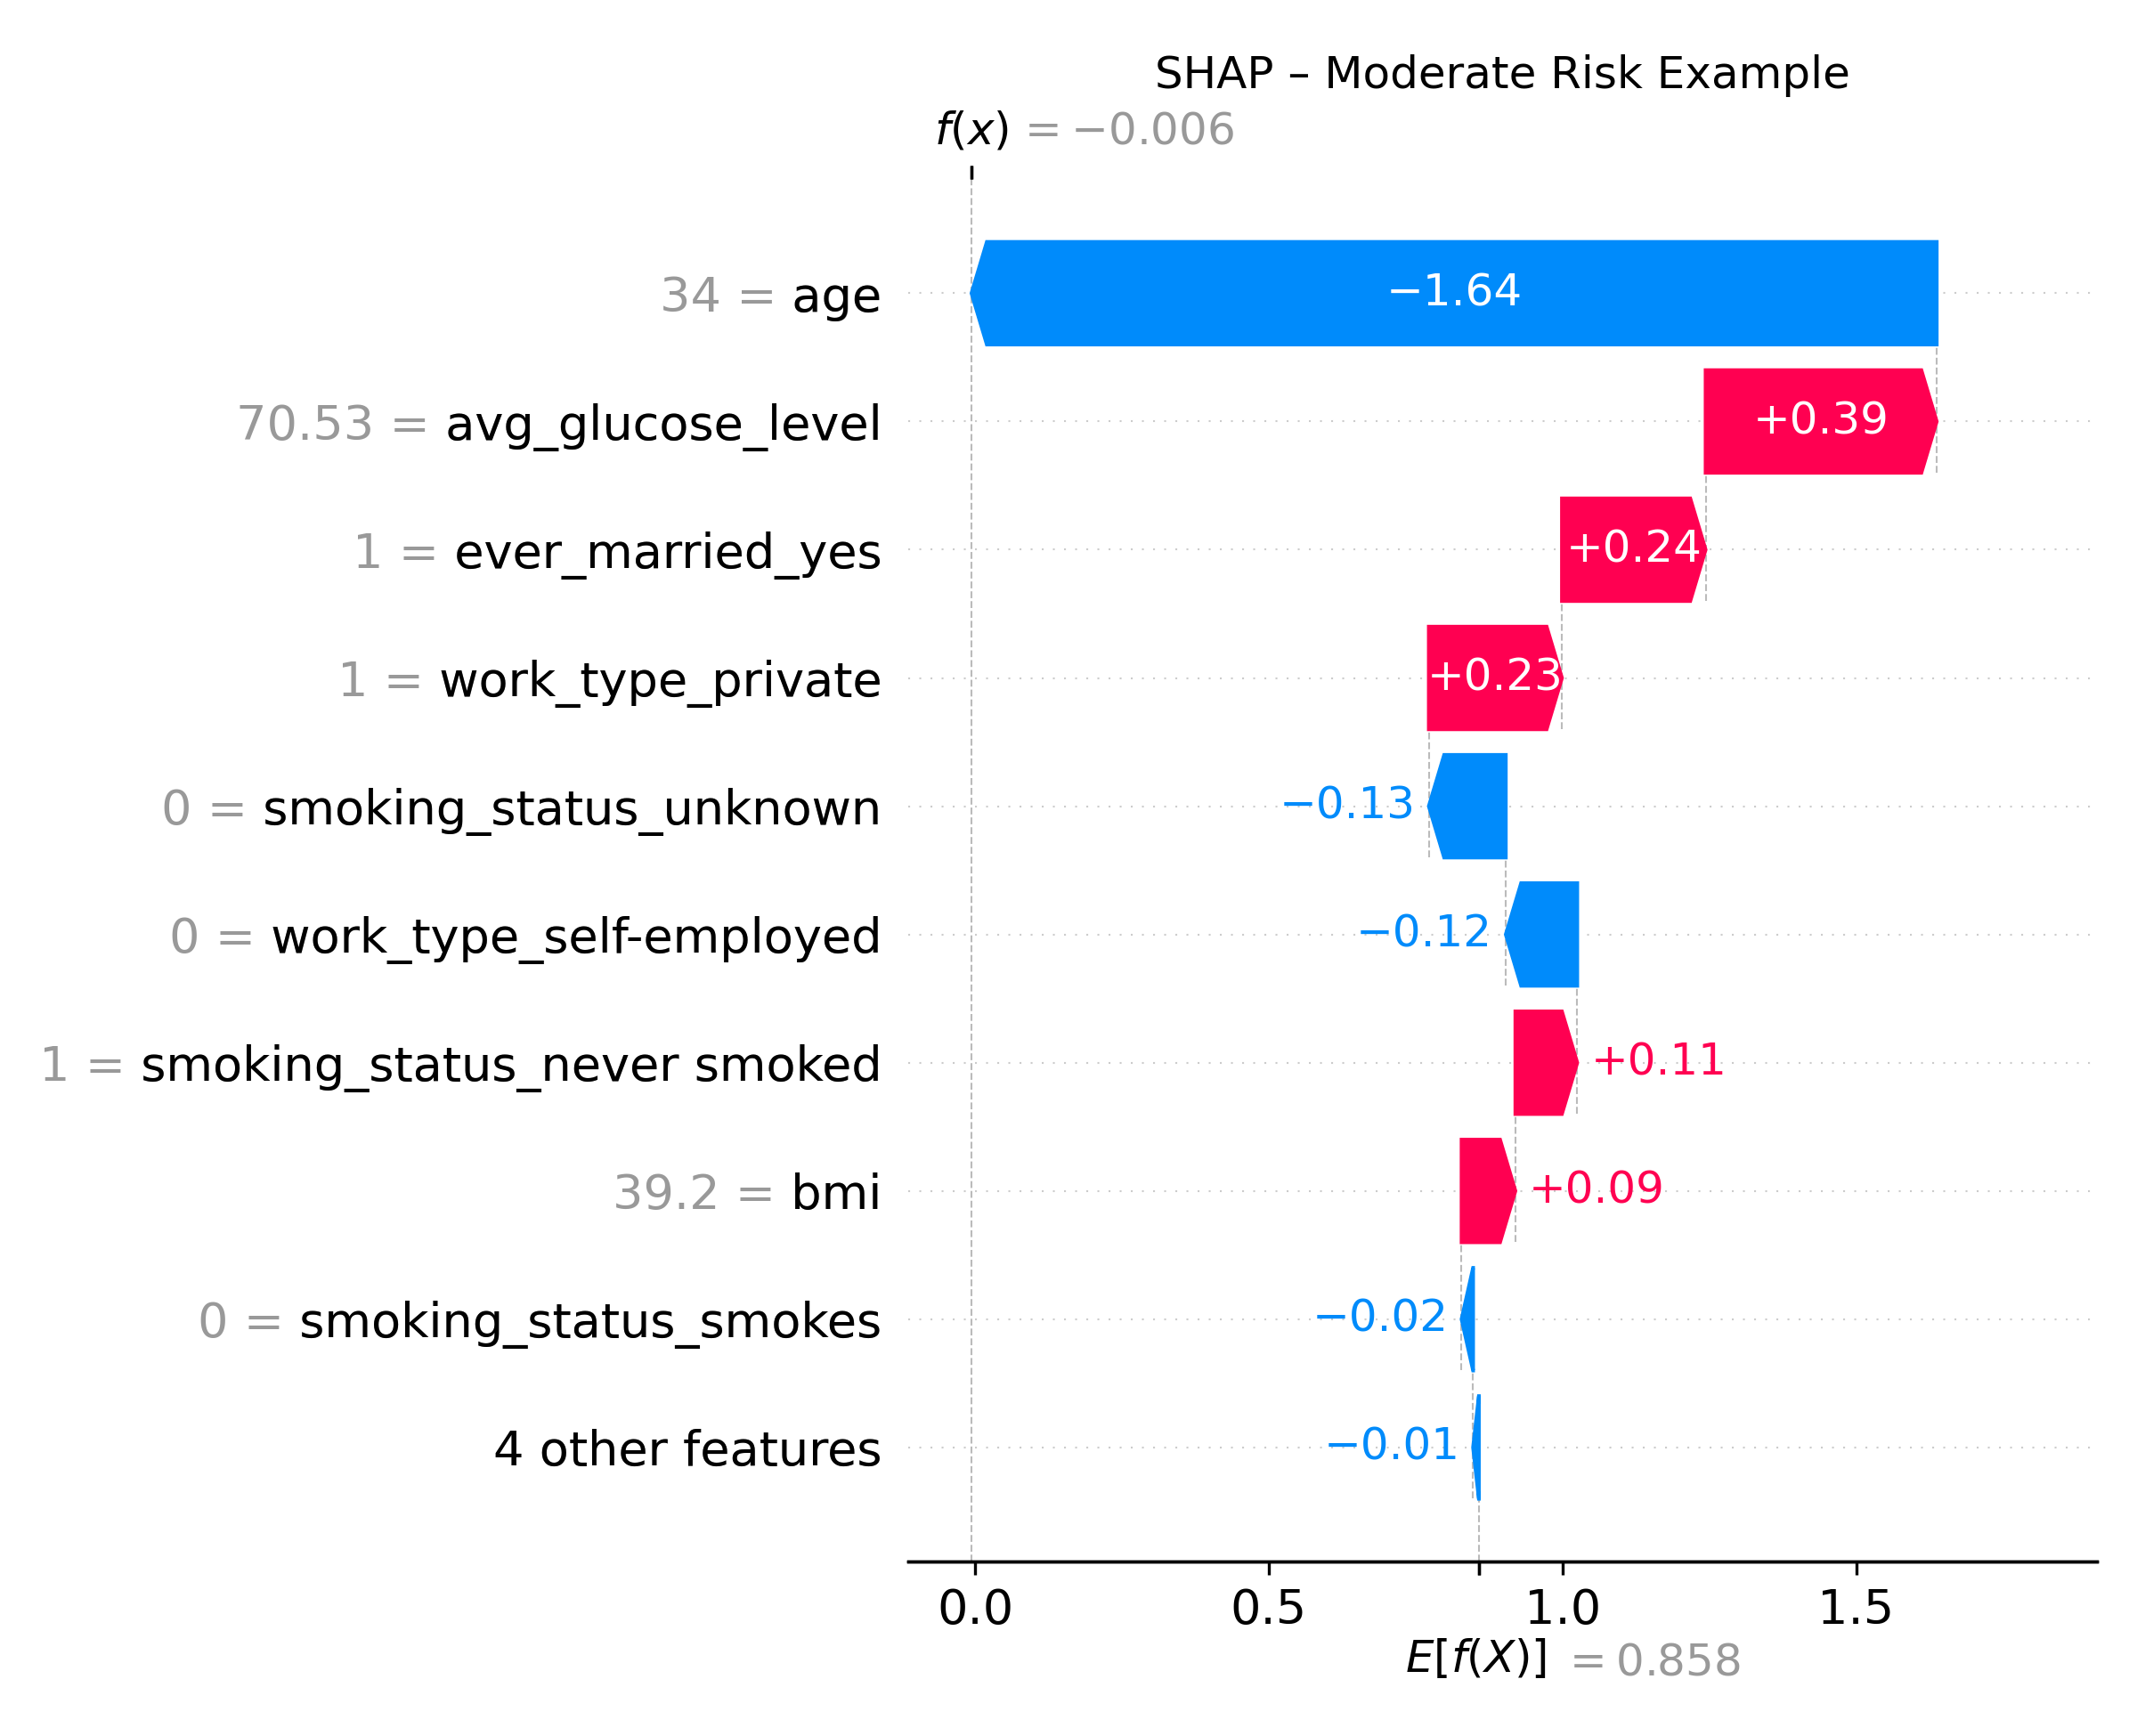 SHAP – Moderate Risk Example
f(x) = −0.006
34 = age
−1.64
70.53 = avg_glucose_level
+0.39
1 = ever_married_yes
+0.24
1 = work_type_private
+0.23
0 = smoking_status_unknown
−0.13
0 = work_type_self-employed
−0.12
1 = smoking_status_never smoked
+0.11
39.2 = bmi
+0.09
0 = smoking_status_smokes
−0.02
4 other features
−0.01
0.0 0.5 1.0 1.5
E[f(X)] = 0.858